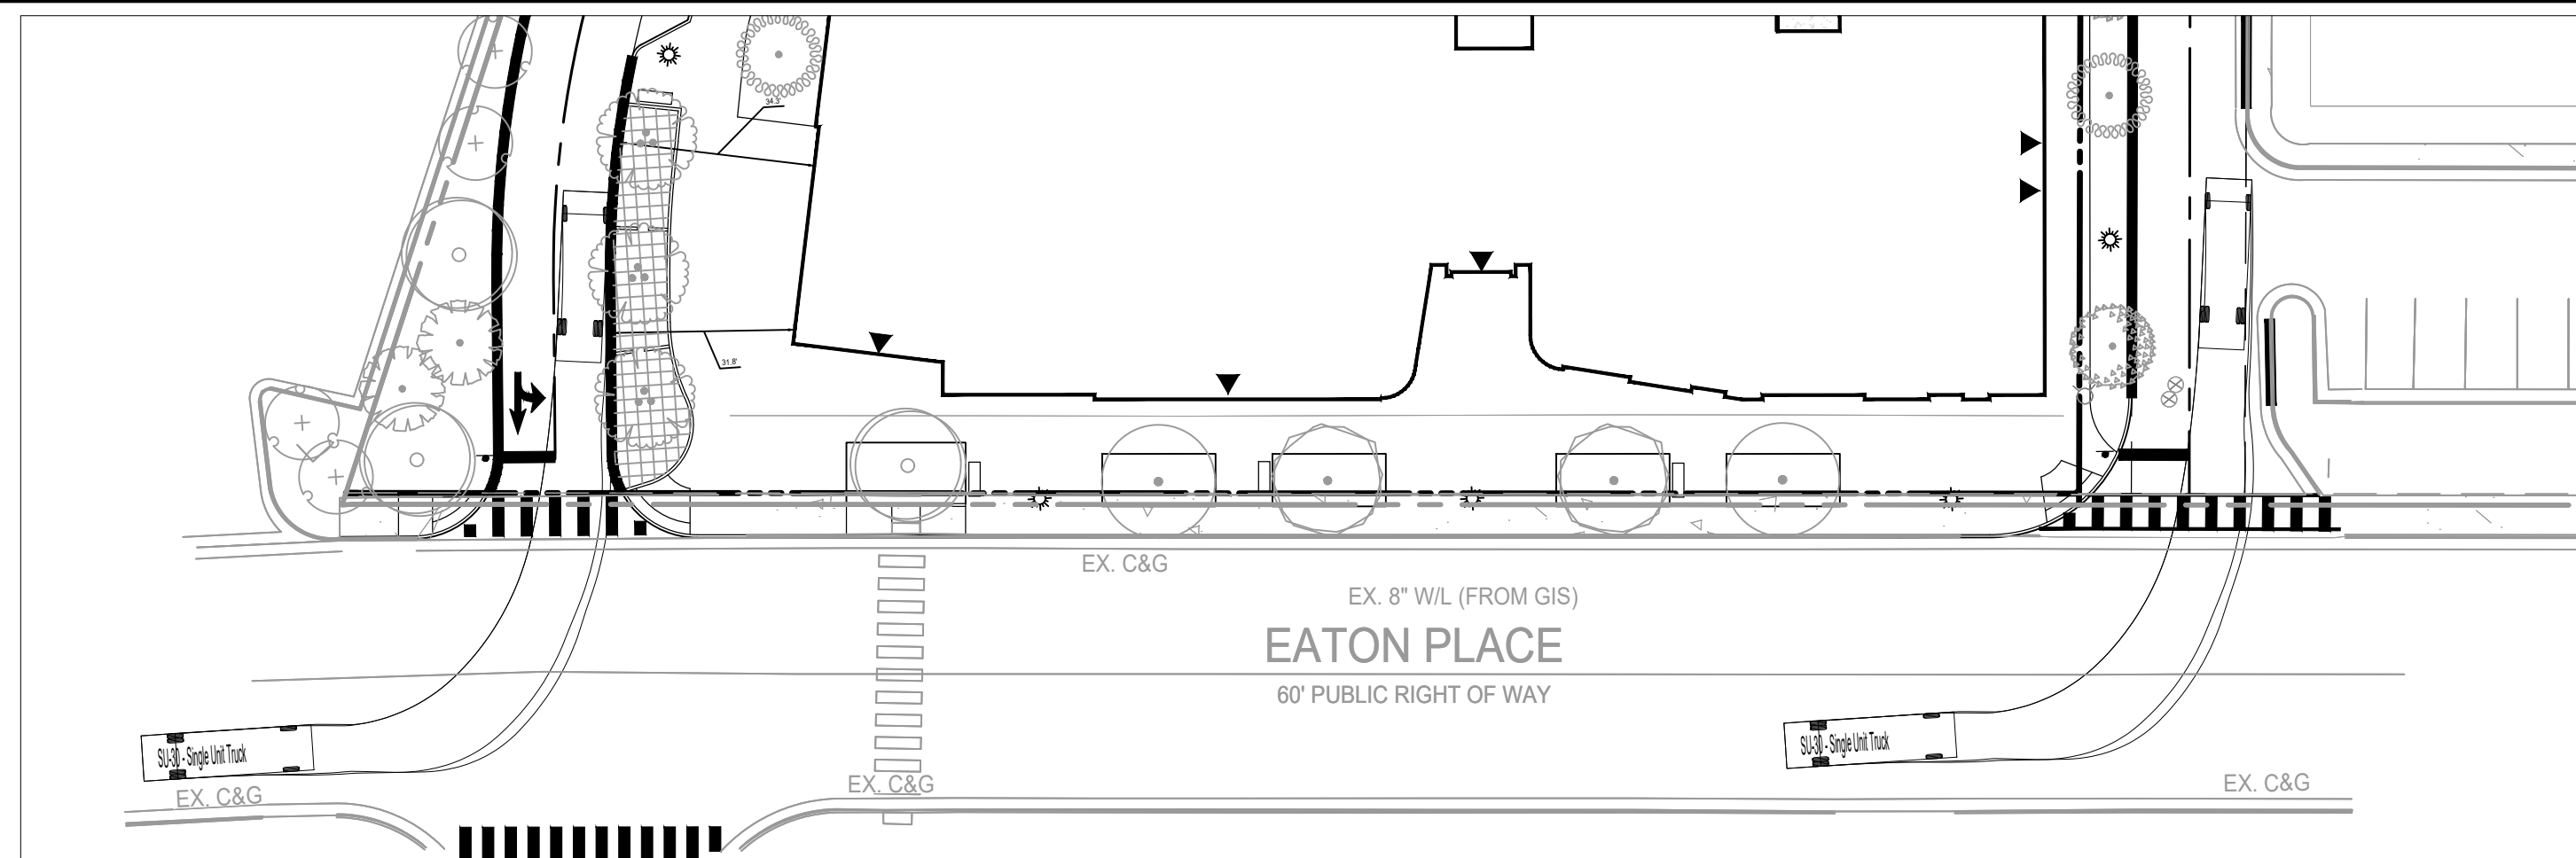 34.3'
31.8'
EX. C&G
EX. 8" W/L (FROM GIS)
EATON PLACE
60' PUBLIC RIGHT OF WAY
SU-30 - Single Unit Truck
SU-30 - Single Unit Truck
EX. C&G
EX. C&G
EX. C&G